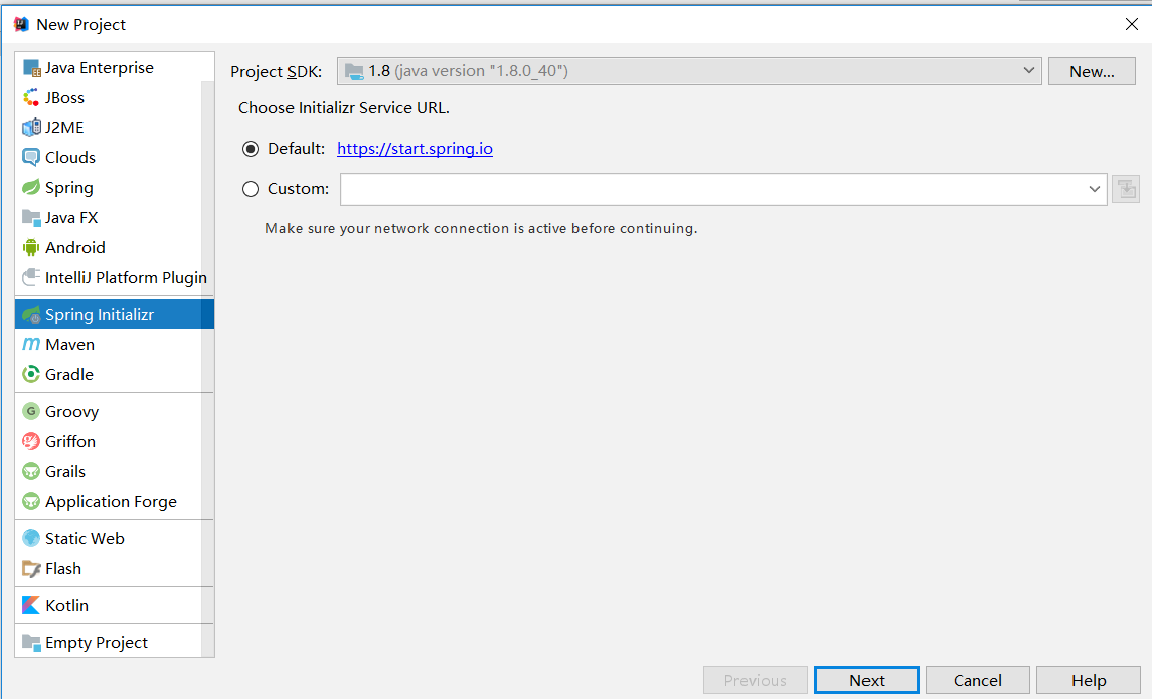 New Project
Java Enterprise
JBoss
J2ME
Clouds
Spring
Java FX
Android
IntelliJ Platform Plugin
Spring Initializr
Maven
Gradle
Groovy
Griffon
Grails
Application Forge
Static Web
Flash
Kotlin
Empty Project
Project SDK: 1.8 (java version "1.8.0_40") New...
Choose Initializr Service URL.
Default: https://start.spring.io
Custom:
Make sure your network connection is active before continuing.
Previous Next Cancel Help